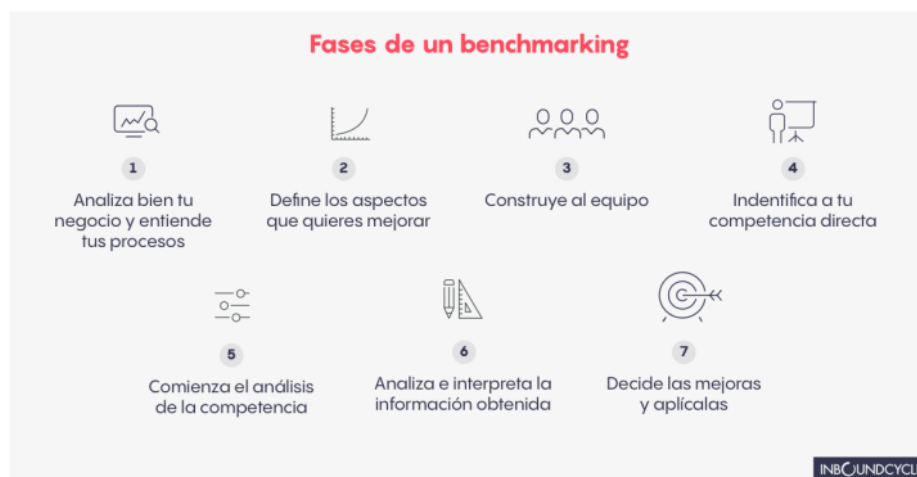 Fases de un benchmarking
1
Analiza bien tu
negocio y entiende
tus procesos
2
Define los aspectos
que quieres mejorar
3
Construye al equipo
4
Indentifica a tu
competencia directa
5
Comienza el análisis
de la competencia
6
Analiza e interpreta la
información obtenida
7
Decide las mejoras
y aplícalas
INBOUNDCYCLE